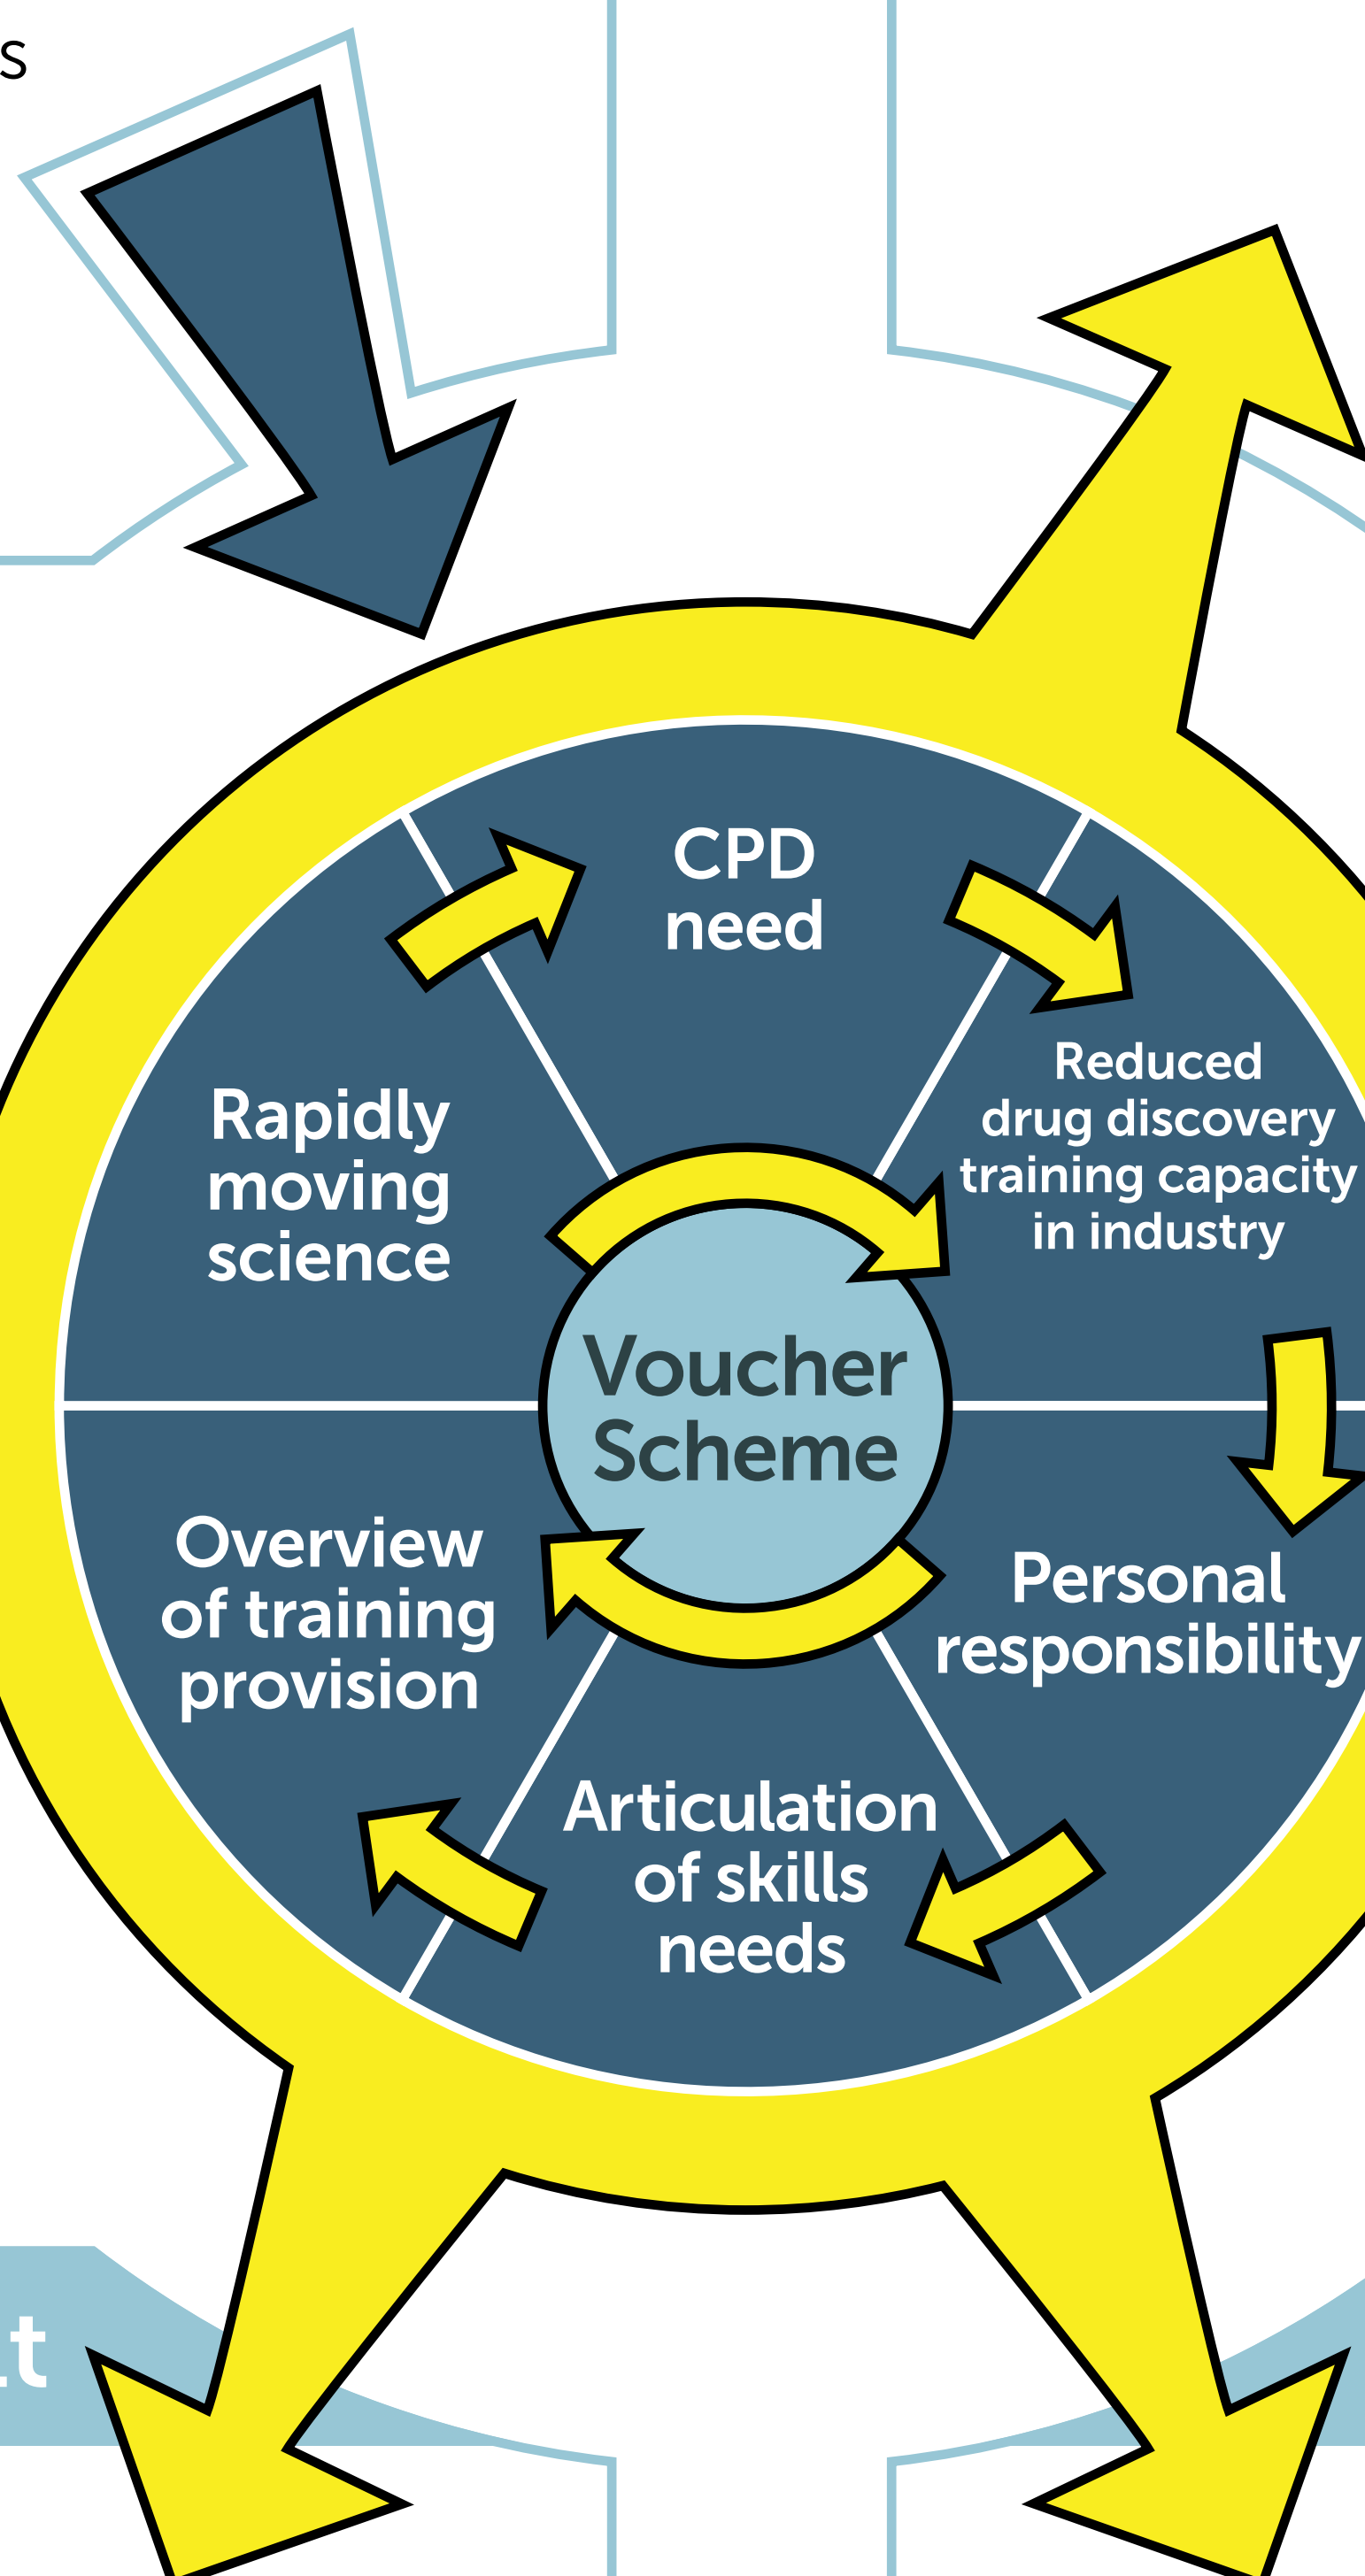 s
CPD
need
Reduced
drug discovery
training capacity
in industry
Rapidly
moving
science
Voucher
Scheme
Overview
of training
provision
Personal
responsibility
Articulation
of skills
needs
t